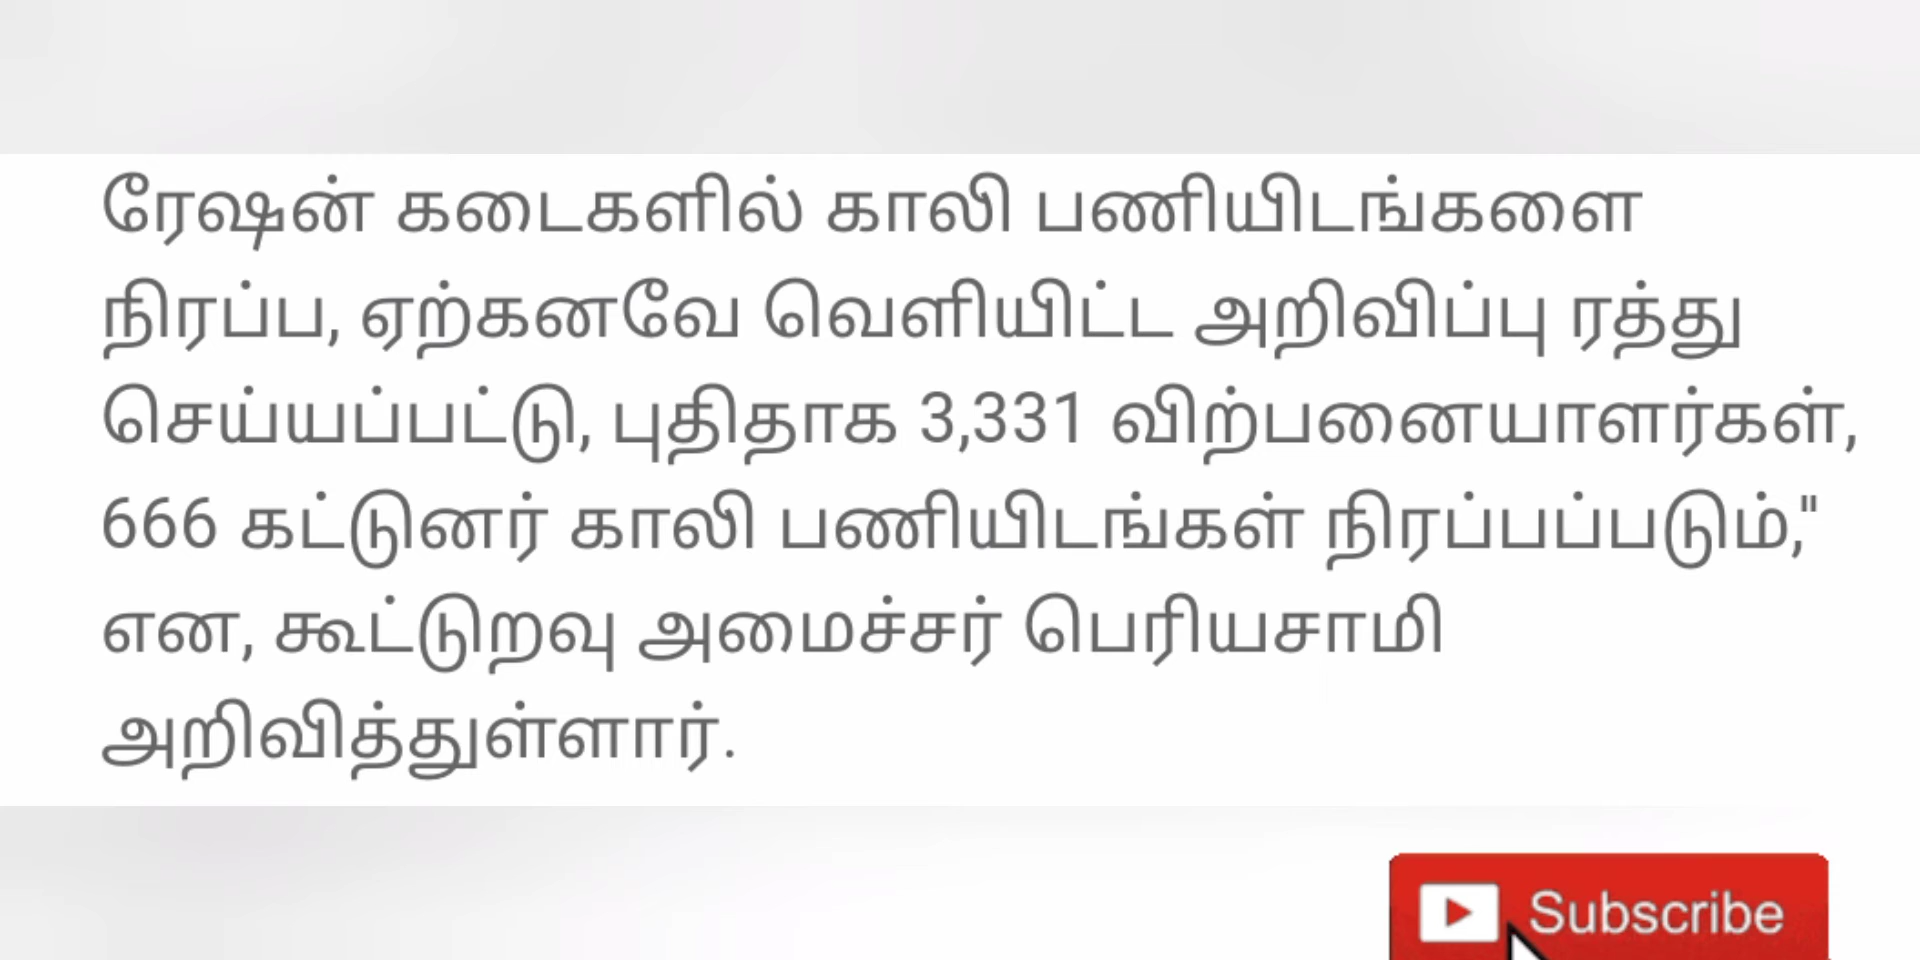 ரேஷன் கடைகளில் காலி பணியிடங்களை
நிரப்ப, ஏற்கனவே வெளியிட்ட அறிவிப்பு ரத்து
செய்யப்பட்டு, புதிதாக 3,331 விற்பனையாளர்கள்,
666 கட்டுனர் காலி பணியிடங்கள் நிரப்பப்படும்,"
என, கூட்டுறவு அமைச்சர் பெரியசாமி
அறிவித்துள்ளார்.
Subscribe